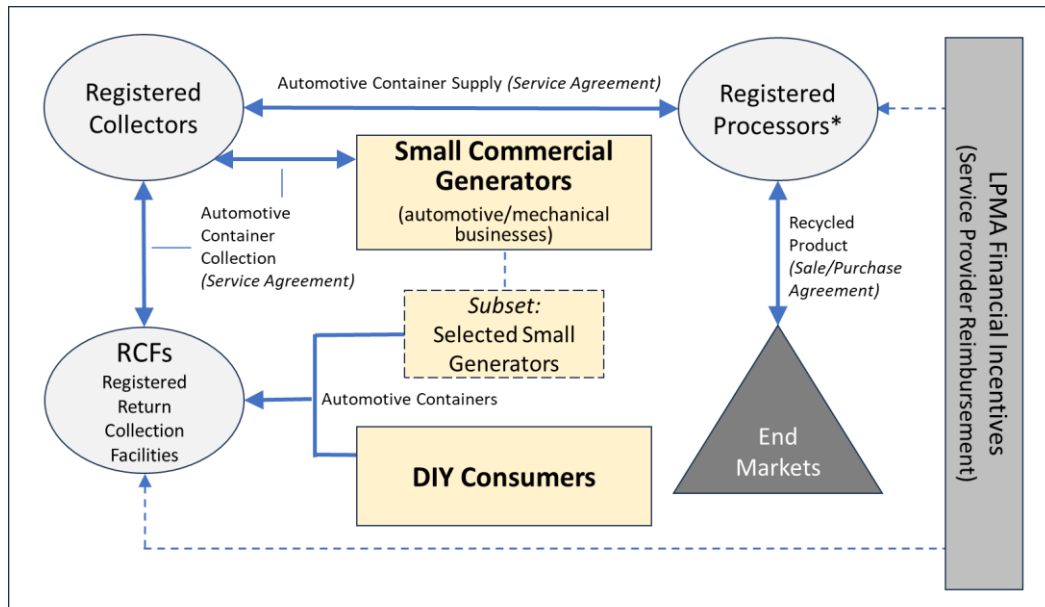 Registered
Collectors
Automotive Container Supply (Service Agreement)
Registered
Processors*
Small Commercial
Generators
(automotive/mechanical
businesses)
Automotive
Container
Collection
(Service Agreement)
Recycled
Product
(Sale/Purchase
Agreement)
Subset:
Selected Small
Generators
RCFs
Registered
Return
Collection
Facilities
Automotive Containers
DIY Consumers
End
Markets
LPMA Financial Incentives
(Service Provider Reimbursement)